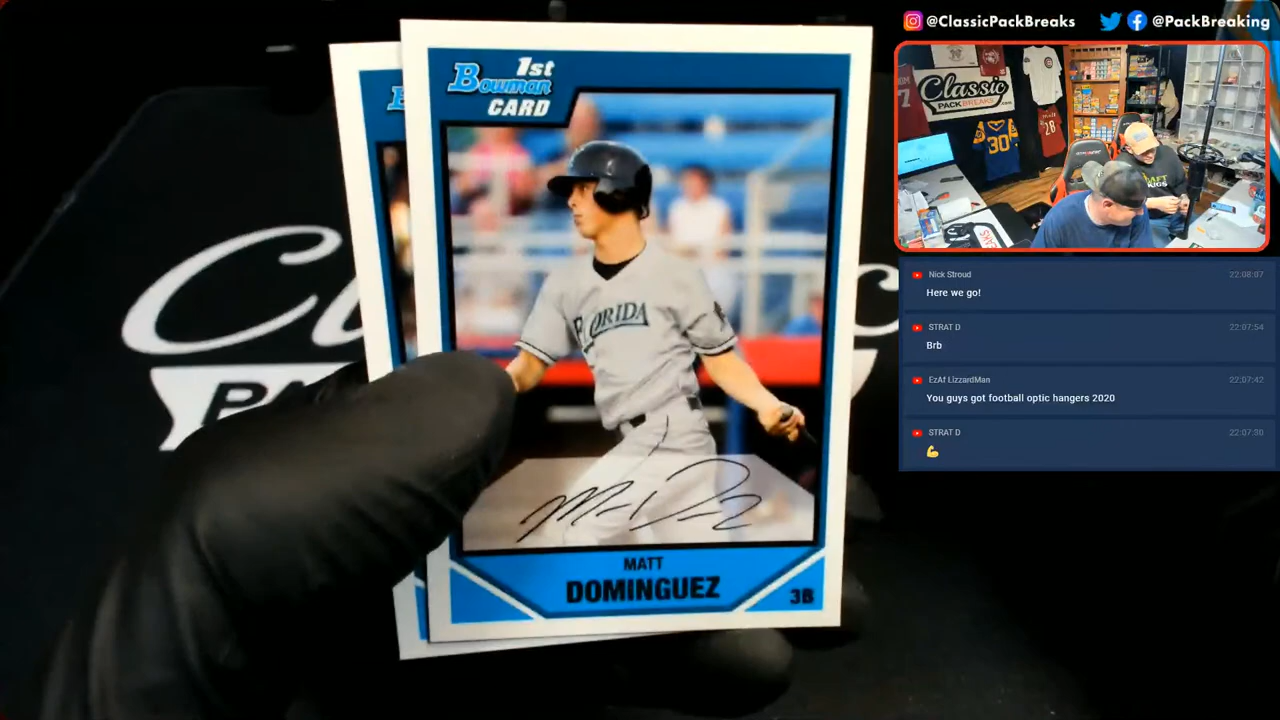 @ClassicPackBreaks
@PackBreaking
1st
Bowman
CARD
FLORIDA
MATT
DOMINGUEZ
3B
Classic
PACKBREAKS
30
28
Nick Stroud
22:08:07
Here we go!
STRAT D
22:07:54
Brb
EzAf LizzardMan
22:07:42
You guys got football optic hangers 2020
STRAT D
22:07:30
💪